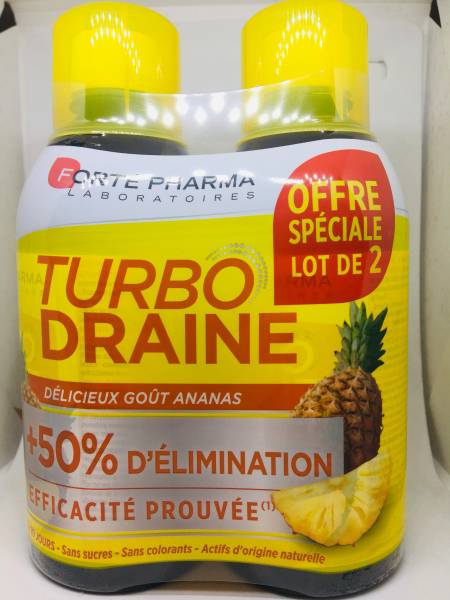 FORTÉ PHARMA
LABORATOIRES
OFFRE
SPÉCIALE
LOT DE 2
TURBO
DRAINE
DÉLICIEUX GOÛT ANANAS
+50% D'ÉLIMINATION
EFFICACITÉ PROUVÉE(1)
JOURS - Sans sucres - Sans colorants - Actifs d'origine naturelle